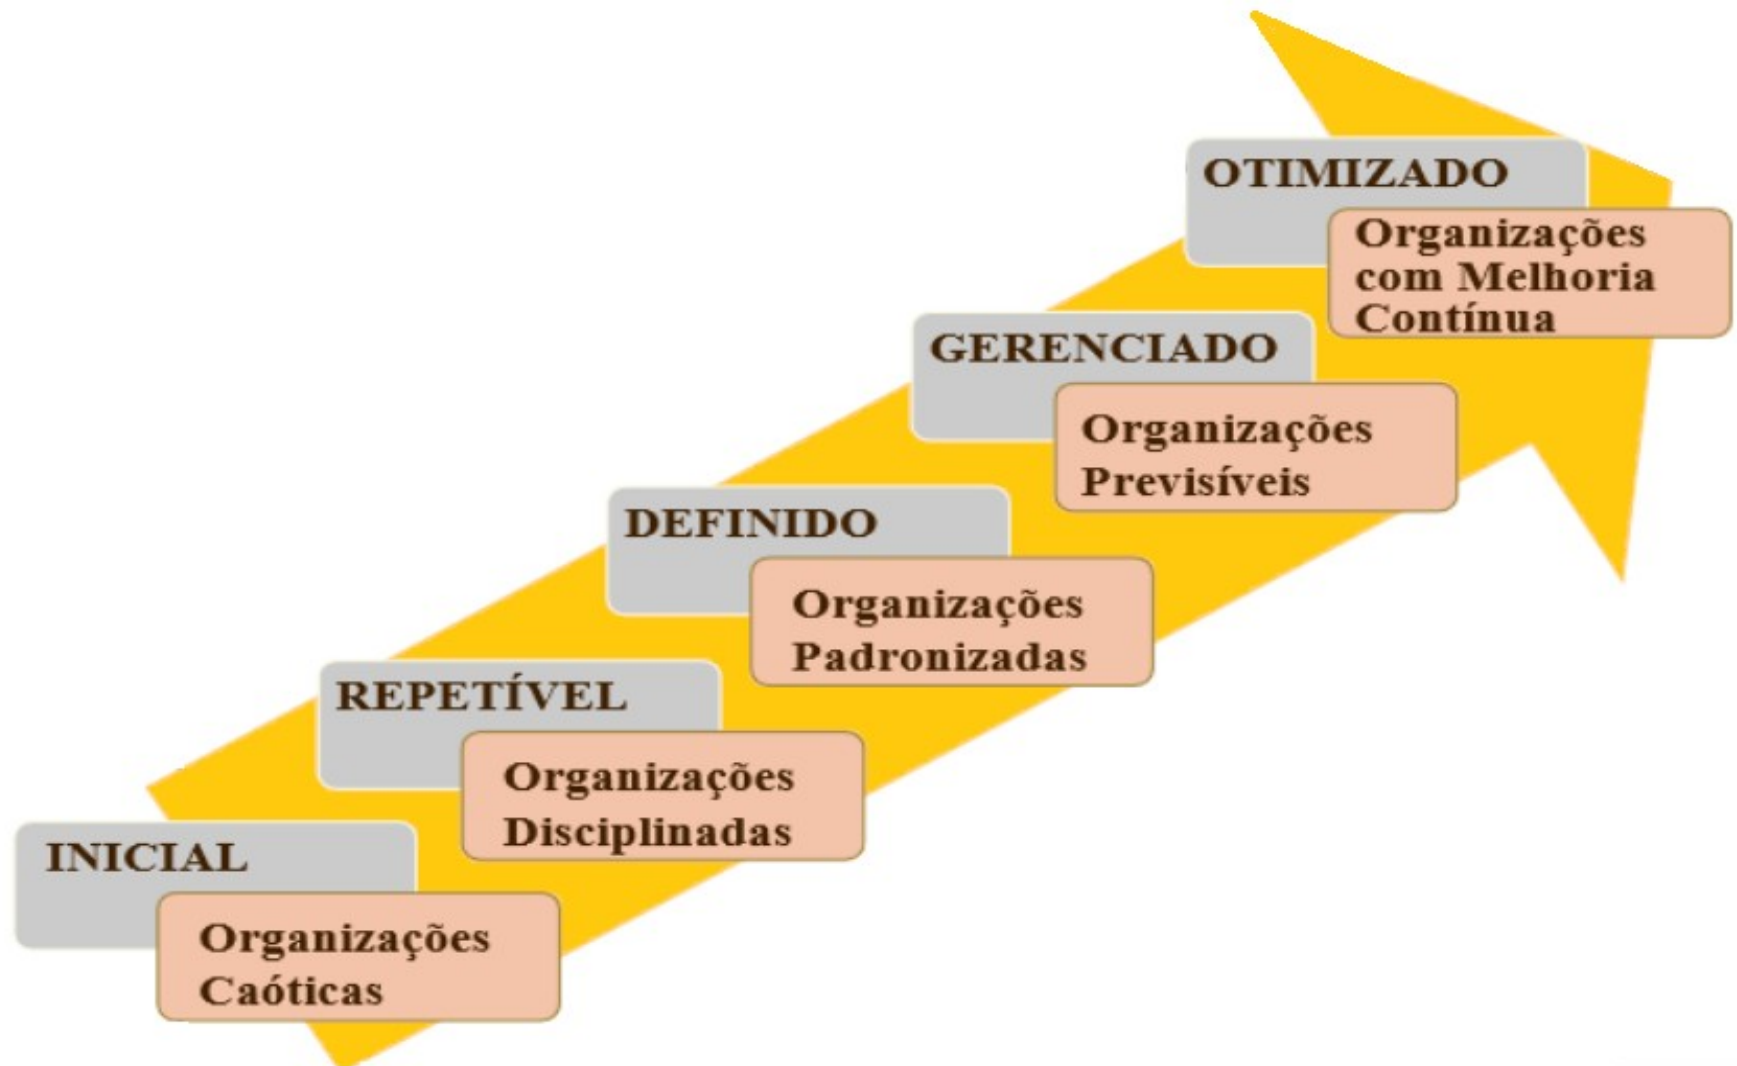 OTIMIZADO
Organizações
com Melhoria
Contínua
GERENCIADO
Organizações
Previsíveis
DEFINIDO
Organizações
Padronizadas
REPETÍVEL
Organizações
Disciplinadas
INICIAL
Organizações
Caóticas